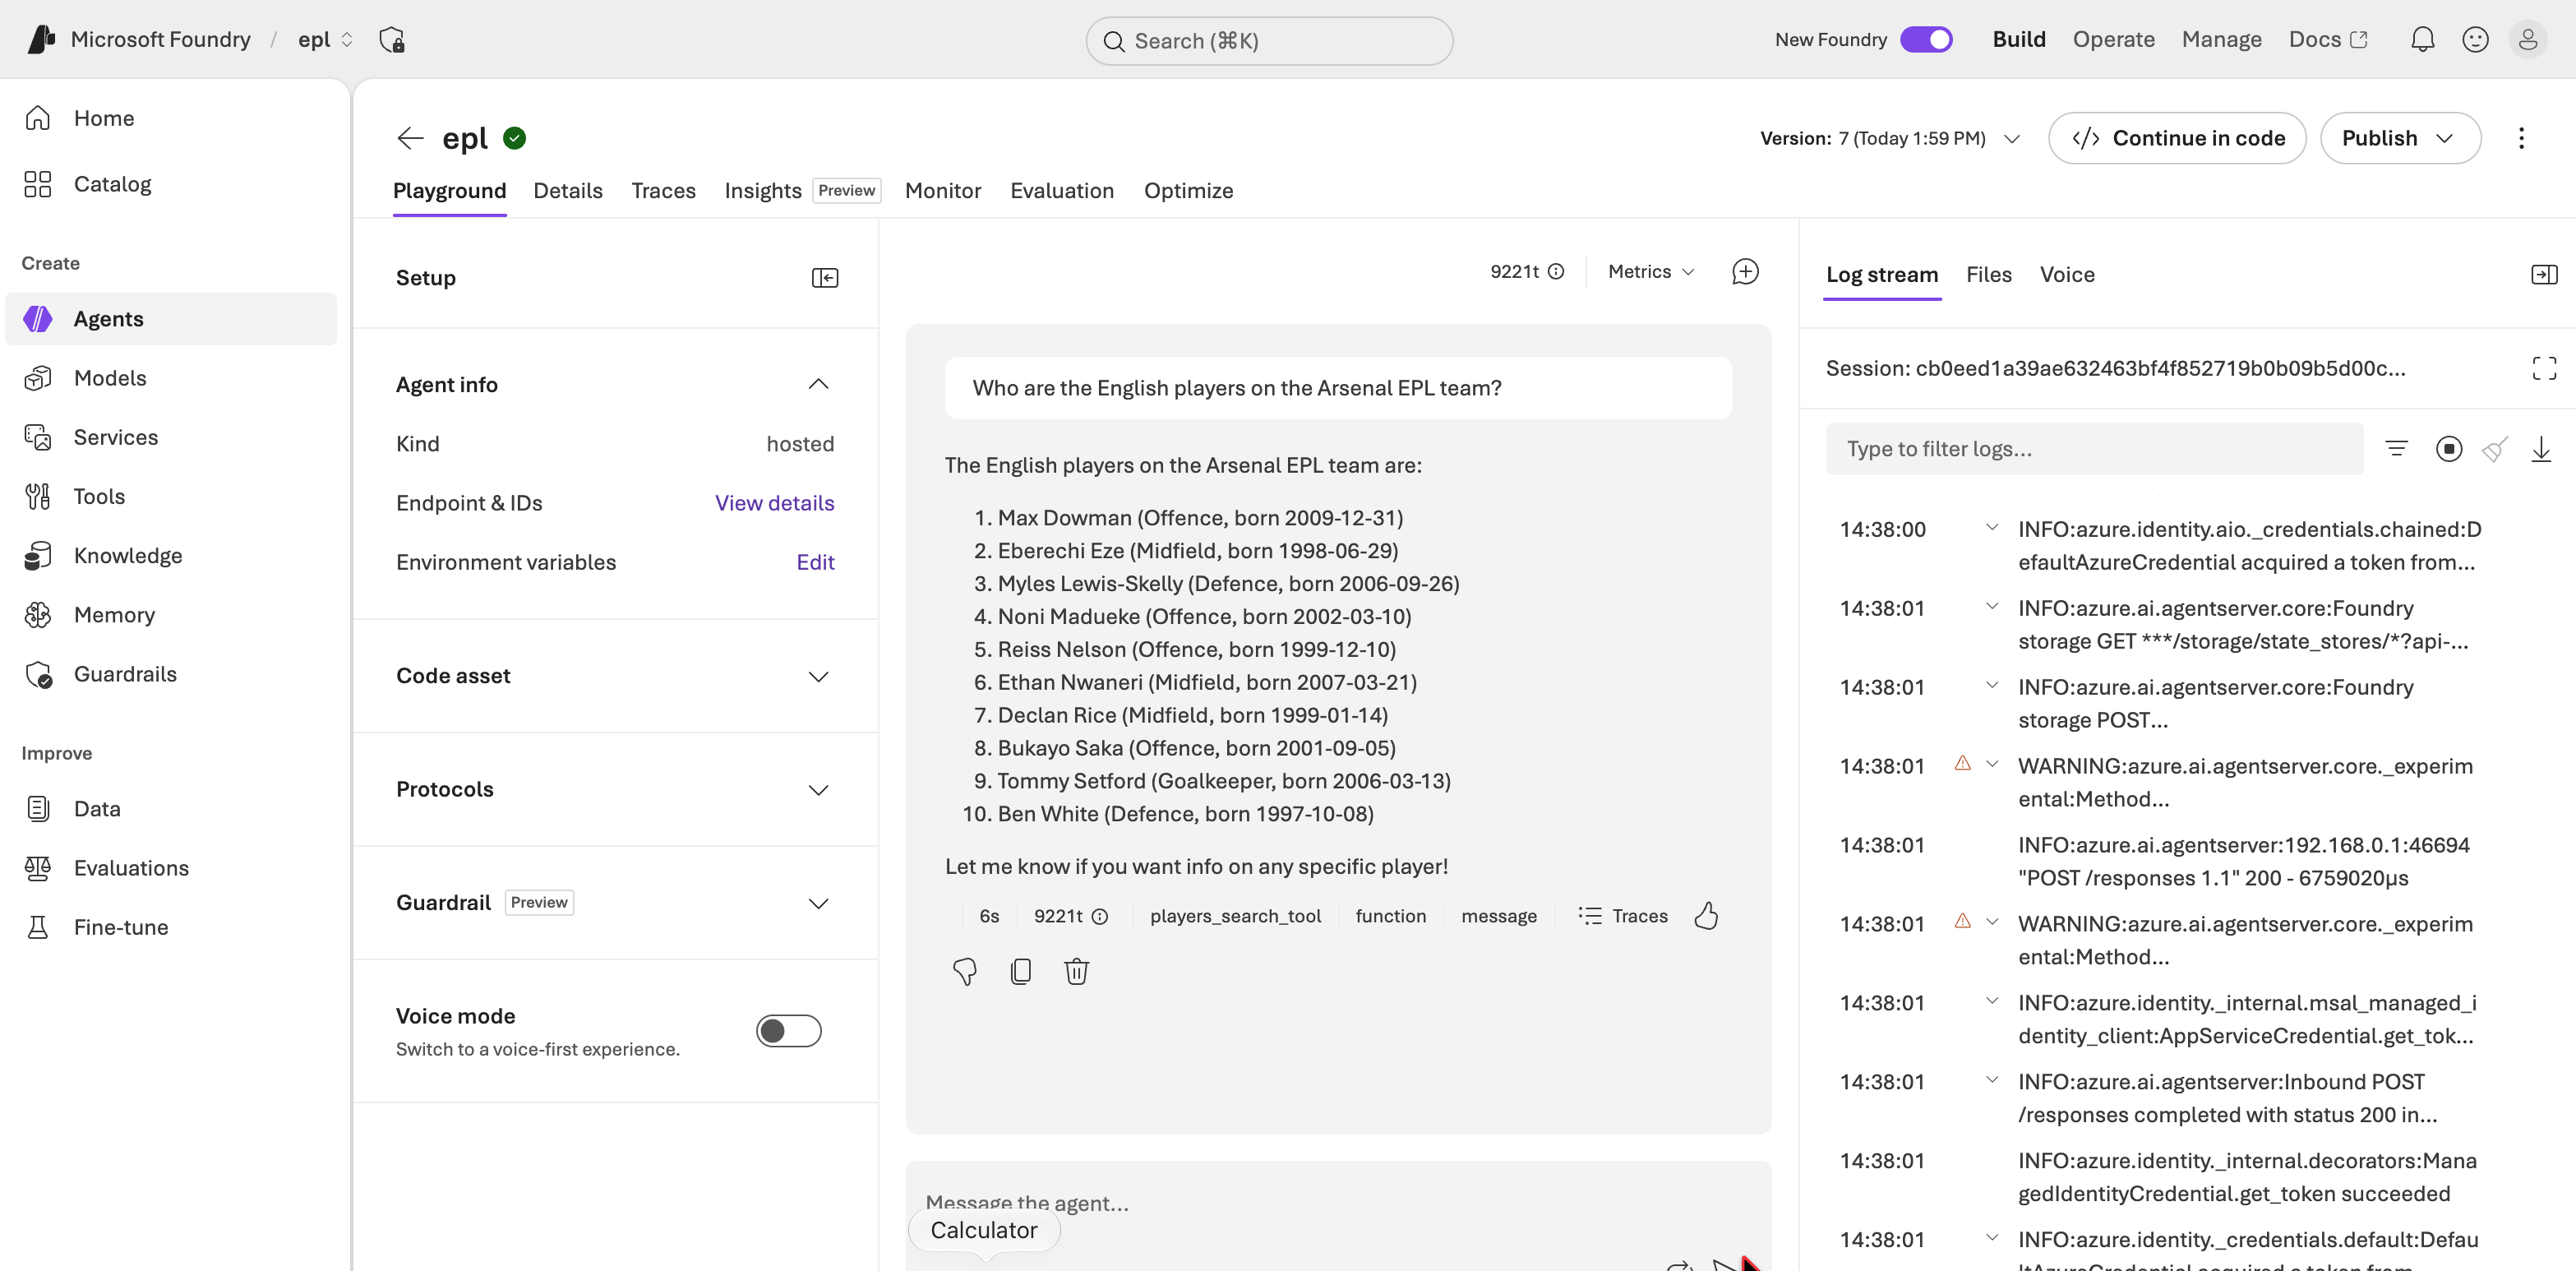 Microsoft Foundry / epl
Search (⌘K)
New Foundry
Build
Operate
Manage
Docs
Home
Catalog
Create
Agents
Models
Services
Tools
Knowledge
Memory
Guardrails
Improve
Data
Evaluations
Fine-tune
epl
Version: 7 (Today 1:59 PM)
</> Continue in code
Publish
Playground
Details
Traces
Insights Preview
Monitor
Evaluation
Optimize
Setup
Agent info
Kind hosted
Endpoint & IDs View details
Environment variables Edit
Code asset
Protocols
Guardrail Preview
Voice mode
Switch to a voice-first experience.
9221t
Metrics
Who are the English players on the Arsenal EPL team?
The English players on the Arsenal EPL team are:
1. Max Dowman (Offence, born 2009-12-31)
2. Eberechi Eze (Midfield, born 1998-06-29)
3. Myles Lewis-Skelly (Defence, born 2006-09-26)
4. Noni Madueke (Offence, born 2002-03-10)
5. Reiss Nelson (Offence, born 1999-12-10)
6. Ethan Nwaneri (Midfield, born 2007-03-21)
7. Declan Rice (Midfield, born 1999-01-14)
8. Bukayo Saka (Offence, born 2001-09-05)
9. Tommy Setford (Goalkeeper, born 2006-03-13)
10. Ben White (Defence, born 1997-10-08)
Let me know if you want info on any specific player!
6s 9221t players_search_tool function message Traces
Message the agent...
Calculator
Log stream
Files
Voice
Session: cb0eed1a39ae632463bf4f852719b0b09b5d00c...
Type to filter logs...
14:38:00 INFO:azure.identity.aio._credentials.chained:D
efaultAzureCredential acquired a token from...
14:38:01 INFO:azure.ai.agentserver.core:Foundry
storage GET ***/storage/state_stores/*?api-...
14:38:01 INFO:azure.ai.agentserver.core:Foundry
storage POST...
14:38:01 WARNING:azure.ai.agentserver.core._experim
ental:Method...
14:38:01 INFO:azure.ai.agentserver:192.168.0.1:46694
"POST /responses 1.1" 200 - 6759020µs
14:38:01 WARNING:azure.ai.agentserver.core._experim
ental:Method...
14:38:01 INFO:azure.identity._internal.msal_managed_i
dentity_client:AppServiceCredential.get_tok...
14:38:01 INFO:azure.ai.agentserver:Inbound POST
/responses completed with status 200 in...
14:38:01 INFO:azure.identity._internal.decorators:Mana
gedIdentityCredential.get_token succeeded
14:38:01 INFO:azure.identity._credentials.default:Defau
ltAzureCredential acquired a token from